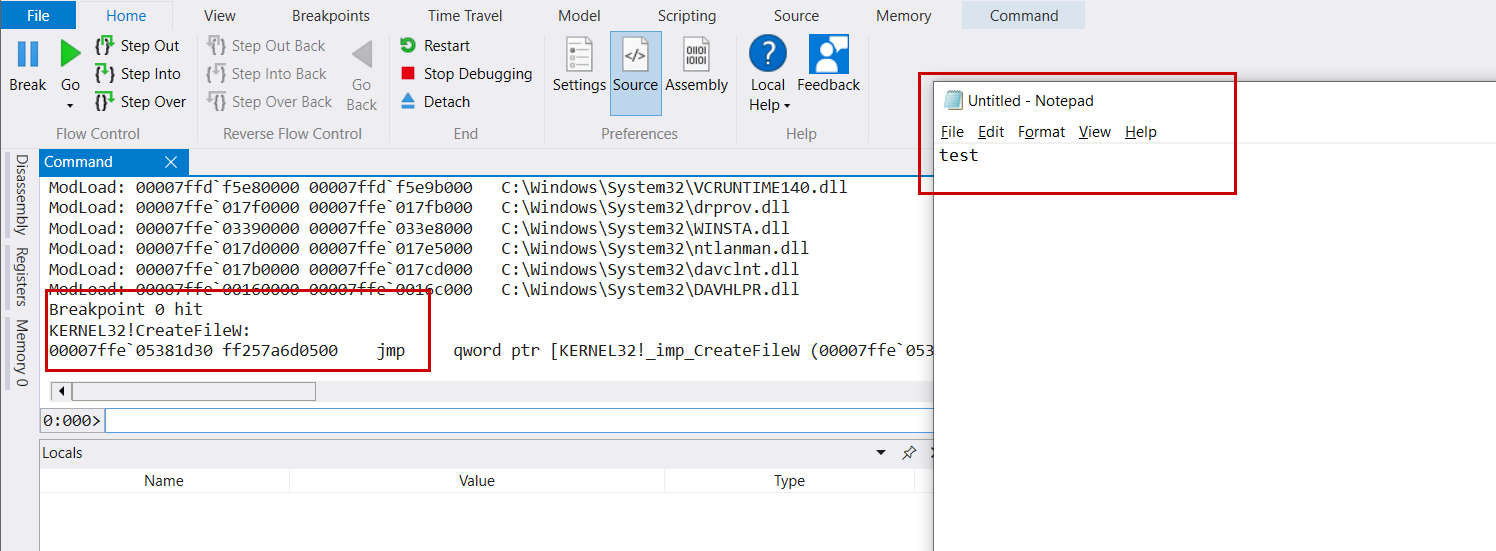 File Home View Breakpoints Time Travel Model Scripting Source Memory Command
Break
Go
Step Out
Step Into
Step Over
Flow Control
Step Out Back
Step Into Back
Step Over Back
Go Back
Reverse Flow Control
Restart
Stop Debugging
Detach
End
Settings Source Assembly
Preferences
Local Help
Feedback
Help
Disassembly
Registers
Memory 0
Command
ModLoad: 00007ffd`f5e80000 00007ffd`f5e9b000   C:\Windows\System32\VCRUNTIME140.dll
ModLoad: 00007ffe`017f0000 00007ffe`017fb000   C:\Windows\System32\drprov.dll
ModLoad: 00007ffe`03390000 00007ffe`033e8000   C:\Windows\System32\WINSTA.dll
ModLoad: 00007ffe`017d0000 00007ffe`017e5000   C:\Windows\System32\ntlanman.dll
ModLoad: 00007ffe`017b0000 00007ffe`017cd000   C:\Windows\System32\davclnt.dll
ModLoad: 00007ffe`00160000 00007ffe`0016c000   C:\Windows\System32\DAVHLPR.dll
Breakpoint 0 hit
KERNEL32!CreateFileW:
00007ffe`05381d30 ff257a6d0500    jmp     qword ptr [KERNEL32!_imp_CreateFileW (00007ffe`053
0:000>
Locals
Name Value Type
Untitled - Notepad
File Edit Format View Help
test